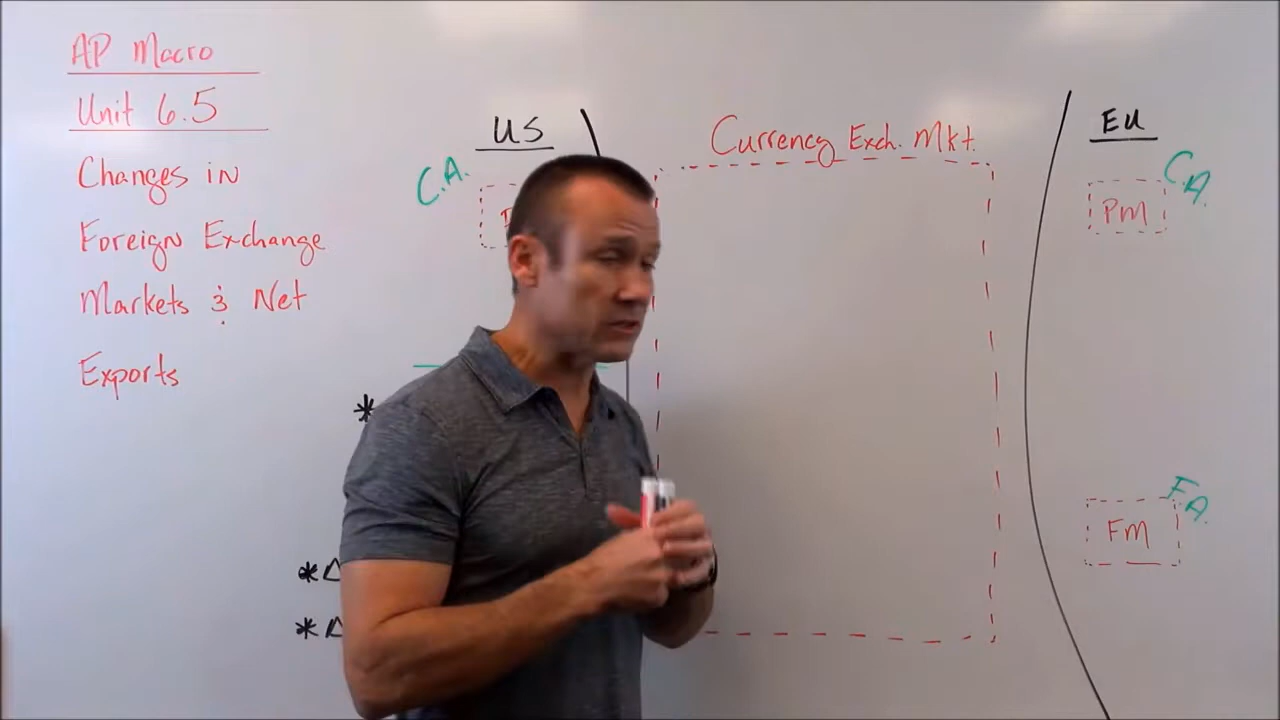 AP Macro
Unit 6.5
Changes in
Foreign Exchange
Markets & Net
Exports
US
C.A.
*
*Δ
*Δ
Currency Exch. Mkt.
EU
C.A.
PM
F.A.
FM